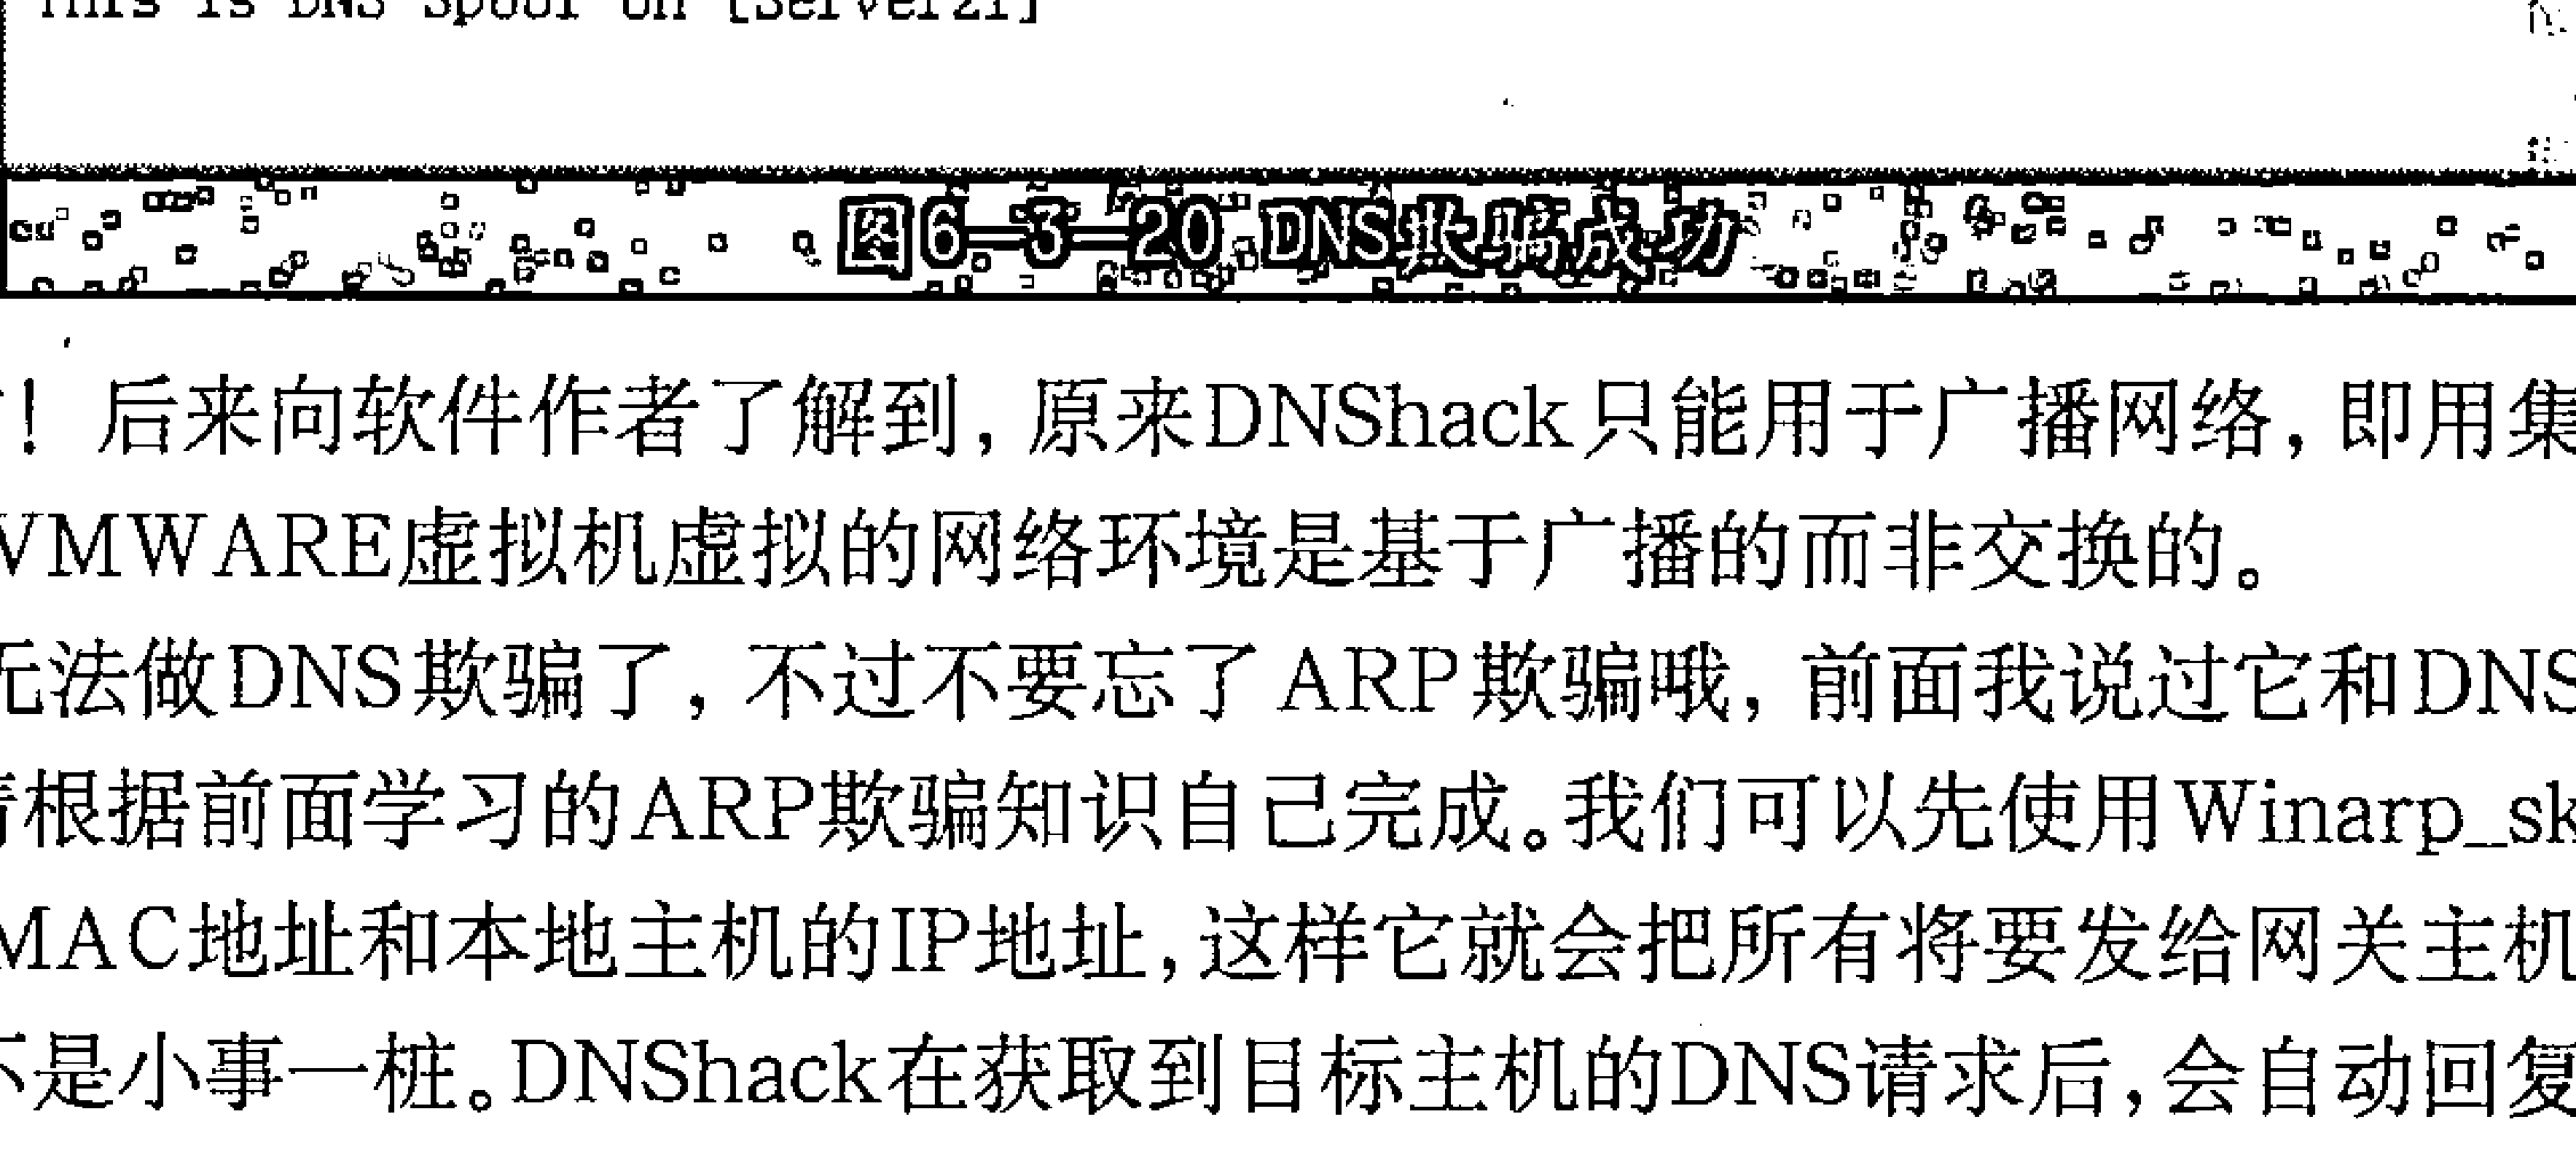 This is DNS Spoof on [Server21]
图6—3—20 DNS欺骗成功
！后来向软件作者了解到，原来DNShack只能用于广播网络，即用集
VMWARE虚拟机虚拟的网络环境是基于广播的而非交换的。
无法做DNS欺骗了，不过不要忘了ARP欺骗哦，前面我说过它和DNS
根据前面学习的ARP欺骗知识自己完成。我们可以先使用Winarp_sk
MAC地址和本地主机的IP地址，这样它就会把所有将要发给网关主机
不是小事一桩。DNShack在获取到目标主机的DNS请求后，会自动回复